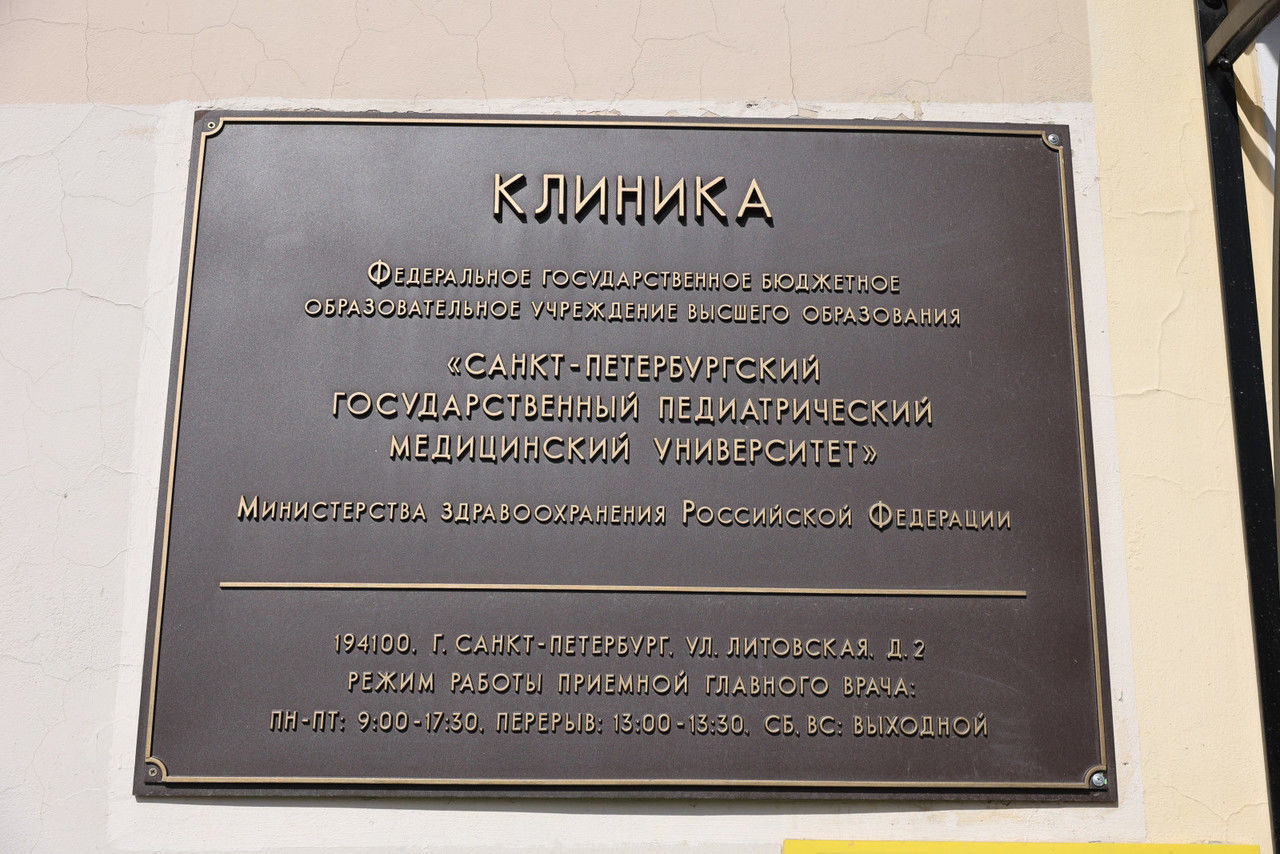 КЛИНИКА
Федеральное государственное бюджетное
образовательное учреждение высшего образования
«САНКТ-ПЕТЕРБУРГСКИЙ
ГОСУДАРСТВЕННЫЙ ПЕДИАТРИЧЕСКИЙ
МЕДИЦИНСКИЙ УНИВЕРСИТЕТ»
Министерства здравоохранения Российской Федерации
194100, Г. САНКТ-ПЕТЕРБУРГ, УЛ. ЛИТОВСКАЯ, Д. 2
РЕЖИМ РАБОТЫ ПРИЕМНОЙ ГЛАВНОГО ВРАЧА:
ПН-ПТ: 9:00-17:30, ПЕРЕРЫВ: 13:00-13:30, СБ, ВС: ВЫХОДНОЙ